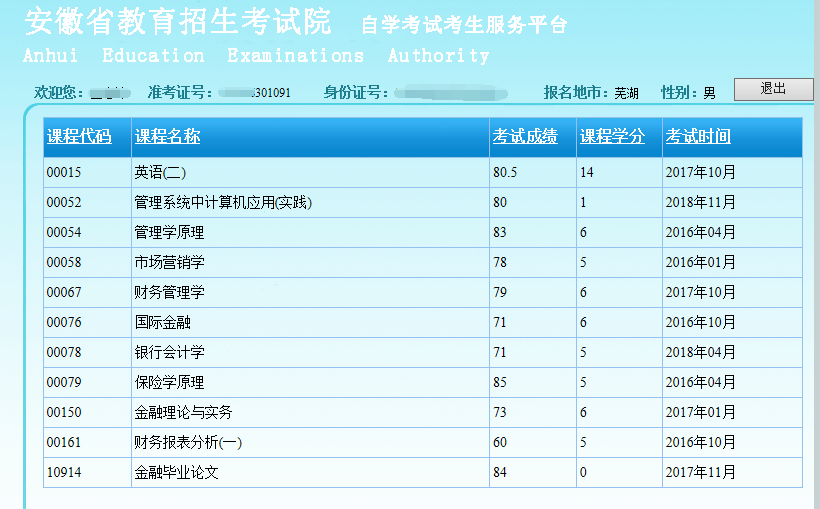 安徽省教育招生考试院 自学考试考生服务平台
Anhui Education Examinations Authority
欢迎您： 准考证号： 301091 身份证号： 报名地市：芜湖 性别：男 退出
课程代码 课程名称 考试成绩 课程学分 考试时间
00015 英语(二) 80.5 14 2017年10月
00052 管理系统中计算机应用(实践) 80 1 2018年11月
00054 管理学原理 83 6 2016年04月
00058 市场营销学 78 5 2016年01月
00067 财务管理学 79 6 2017年10月
00076 国际金融 71 6 2016年10月
00078 银行会计学 71 5 2018年04月
00079 保险学原理 85 5 2016年04月
00150 金融理论与实务 73 6 2017年01月
00161 财务报表分析(一) 60 5 2016年10月
10914 金融毕业论文 84 0 2017年11月